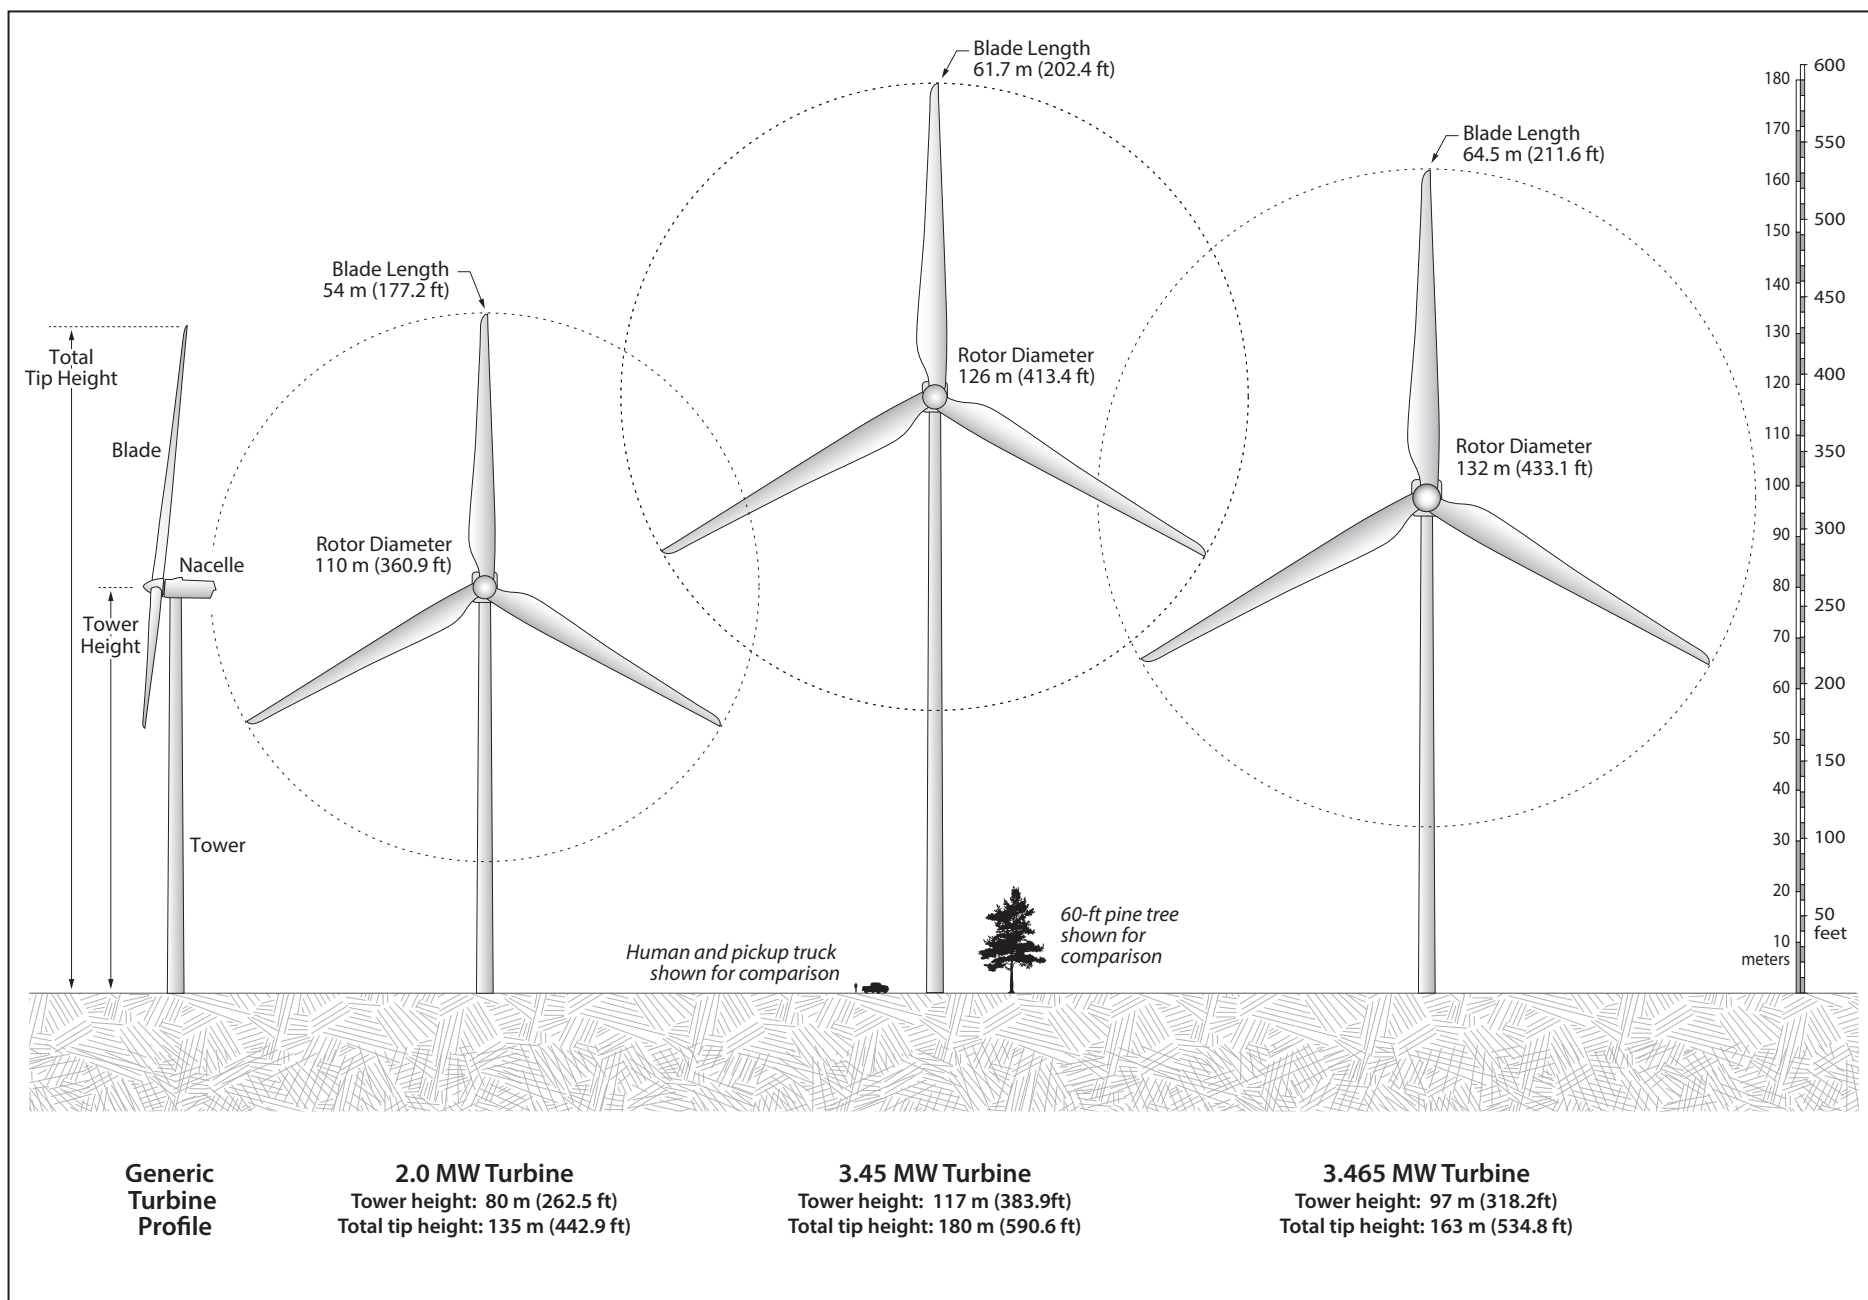 Blade Length
61.7 m (202.4 ft)
Blade Length
64.5 m (211.6 ft)
Blade Length
54 m (177.2 ft)
Total
Tip Height
Blade
Nacelle
Tower
Height
Tower
Rotor Diameter
110 m (360.9 ft)
Rotor Diameter
126 m (413.4 ft)
Rotor Diameter
132 m (433.1 ft)
Human and pickup truck
shown for comparison
60-ft pine tree
shown for
comparison
180
170
160
150
140
130
120
110
100
90
80
70
60
50
40
30
20
10
meters
600
550
500
450
400
350
300
250
200
150
100
50
feet
Generic
Turbine
Profile
2.0 MW Turbine
Tower height: 80 m (262.5 ft)
Total tip height: 135 m (442.9 ft)
3.45 MW Turbine
Tower height: 117 m (383.9ft)
Total tip height: 180 m (590.6 ft)
3.465 MW Turbine
Tower height: 97 m (318.2ft)
Total tip height: 163 m (534.8 ft)